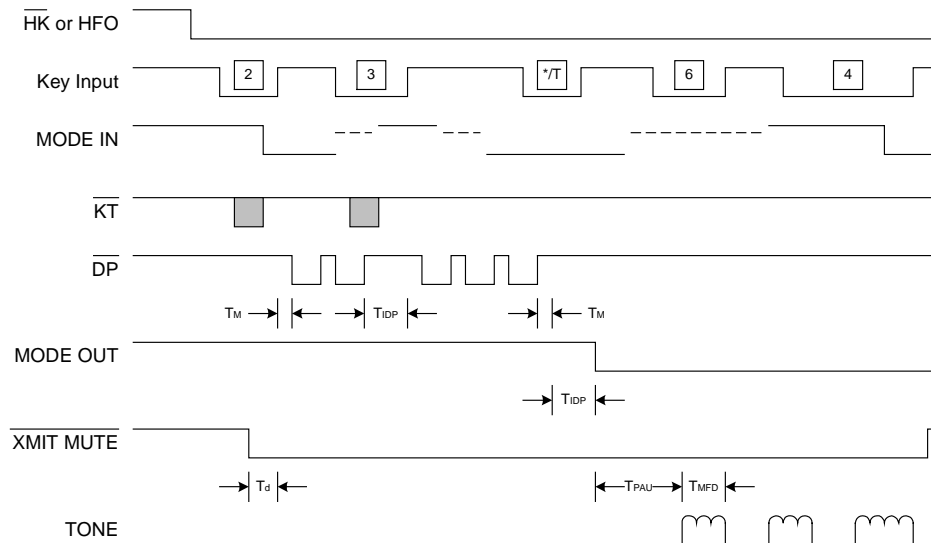 HK or HFO
Key Input
2
3
*/T
6
4
MODE IN
KT
DP
TM
TIDP
TM
MODE OUT
TIDP
XMIT MUTE
Td
TPAU
TMFD
TONE